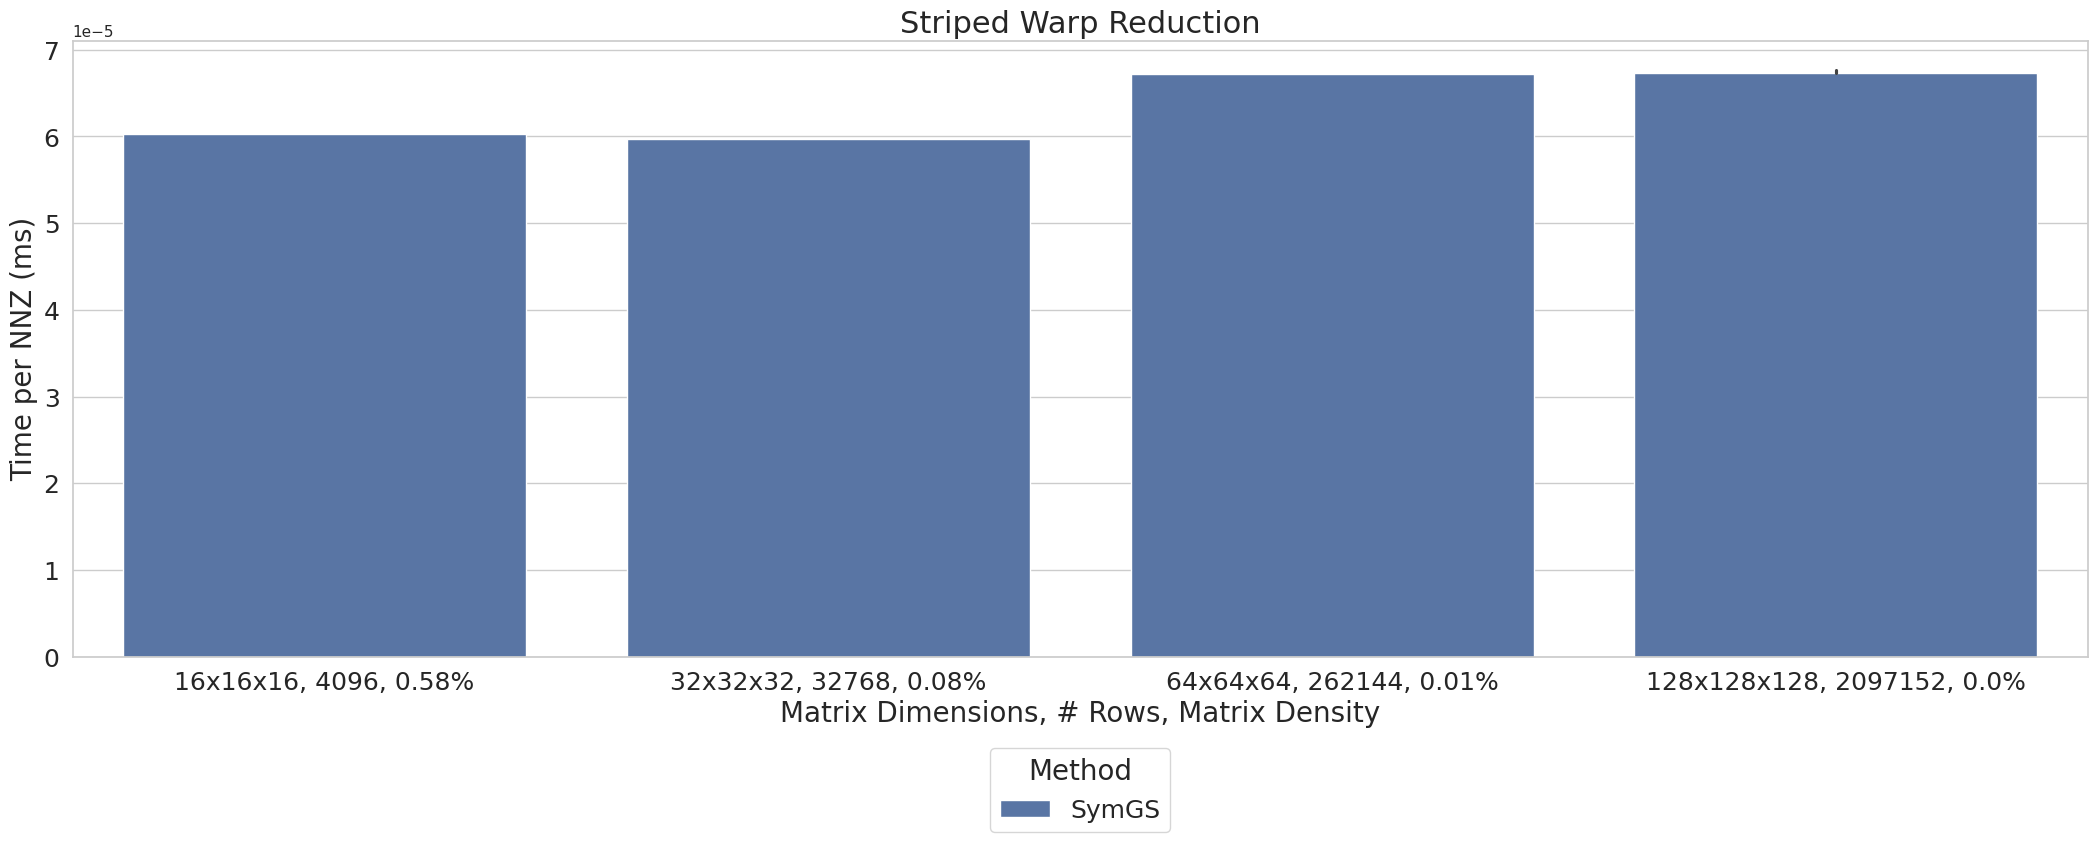 Striped Warp Reduction
1e−5
7
6
5
4
3
2
1
0
Time per NNZ (ms)
16x16x16, 4096, 0.58%
32x32x32, 32768, 0.08%
64x64x64, 262144, 0.01%
128x128x128, 2097152, 0.0%
Matrix Dimensions, # Rows, Matrix Density
Method
SymGS